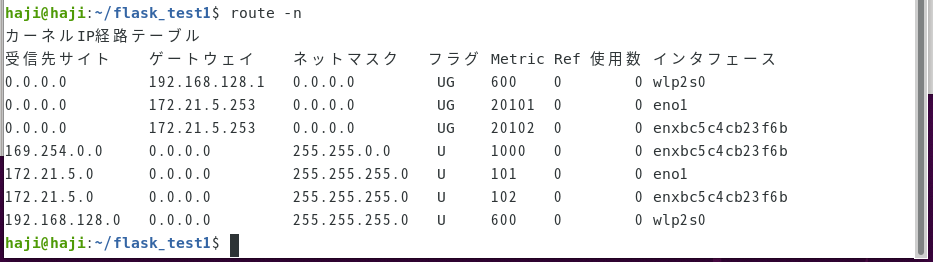 haji@haji:~/flask_test1$ route -n
カーネルIP経路テーブル
受信先サイト    ゲートウェイ    ネットマスク   フラグ Metric Ref 使用数 インタフェース
0.0.0.0         192.168.128.1   0.0.0.0         UG    600    0        0 wlp2s0
0.0.0.0         172.21.5.253    0.0.0.0         UG    20101  0        0 eno1
0.0.0.0         172.21.5.253    0.0.0.0         UG    20102  0        0 enxbc5c4cb23f6b
169.254.0.0     0.0.0.0         255.255.0.0     U     1000   0        0 enxbc5c4cb23f6b
172.21.5.0      0.0.0.0         255.255.255.0   U     101    0        0 eno1
172.21.5.0      0.0.0.0         255.255.255.0   U     102    0        0 enxbc5c4cb23f6b
192.168.128.0   0.0.0.0         255.255.255.0   U     600    0        0 wlp2s0
haji@haji:~/flask_test1$